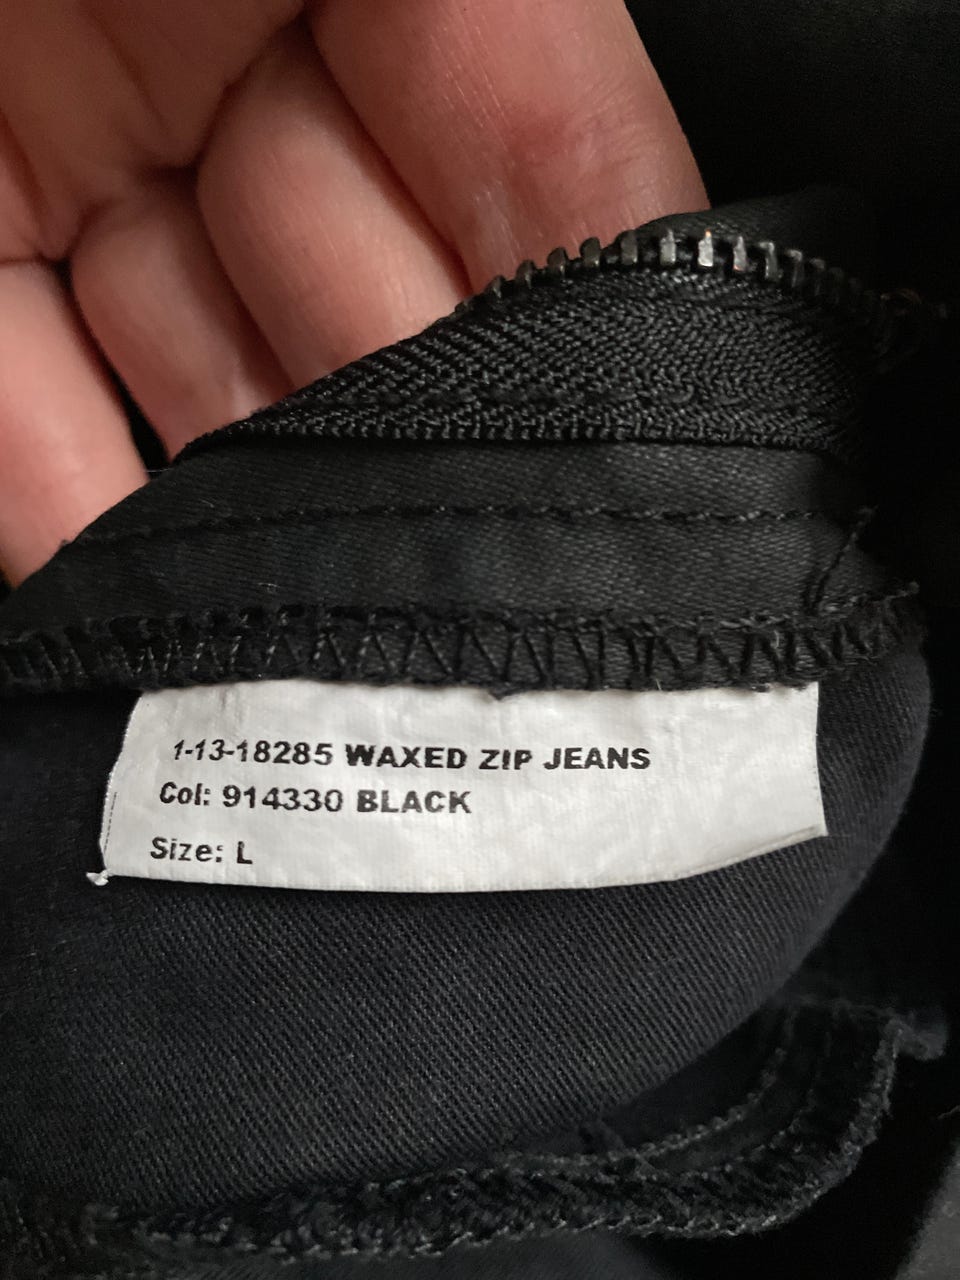 1-13-18285 WAXED ZIP JEANS
Col: 914330 BLACK
Size: L